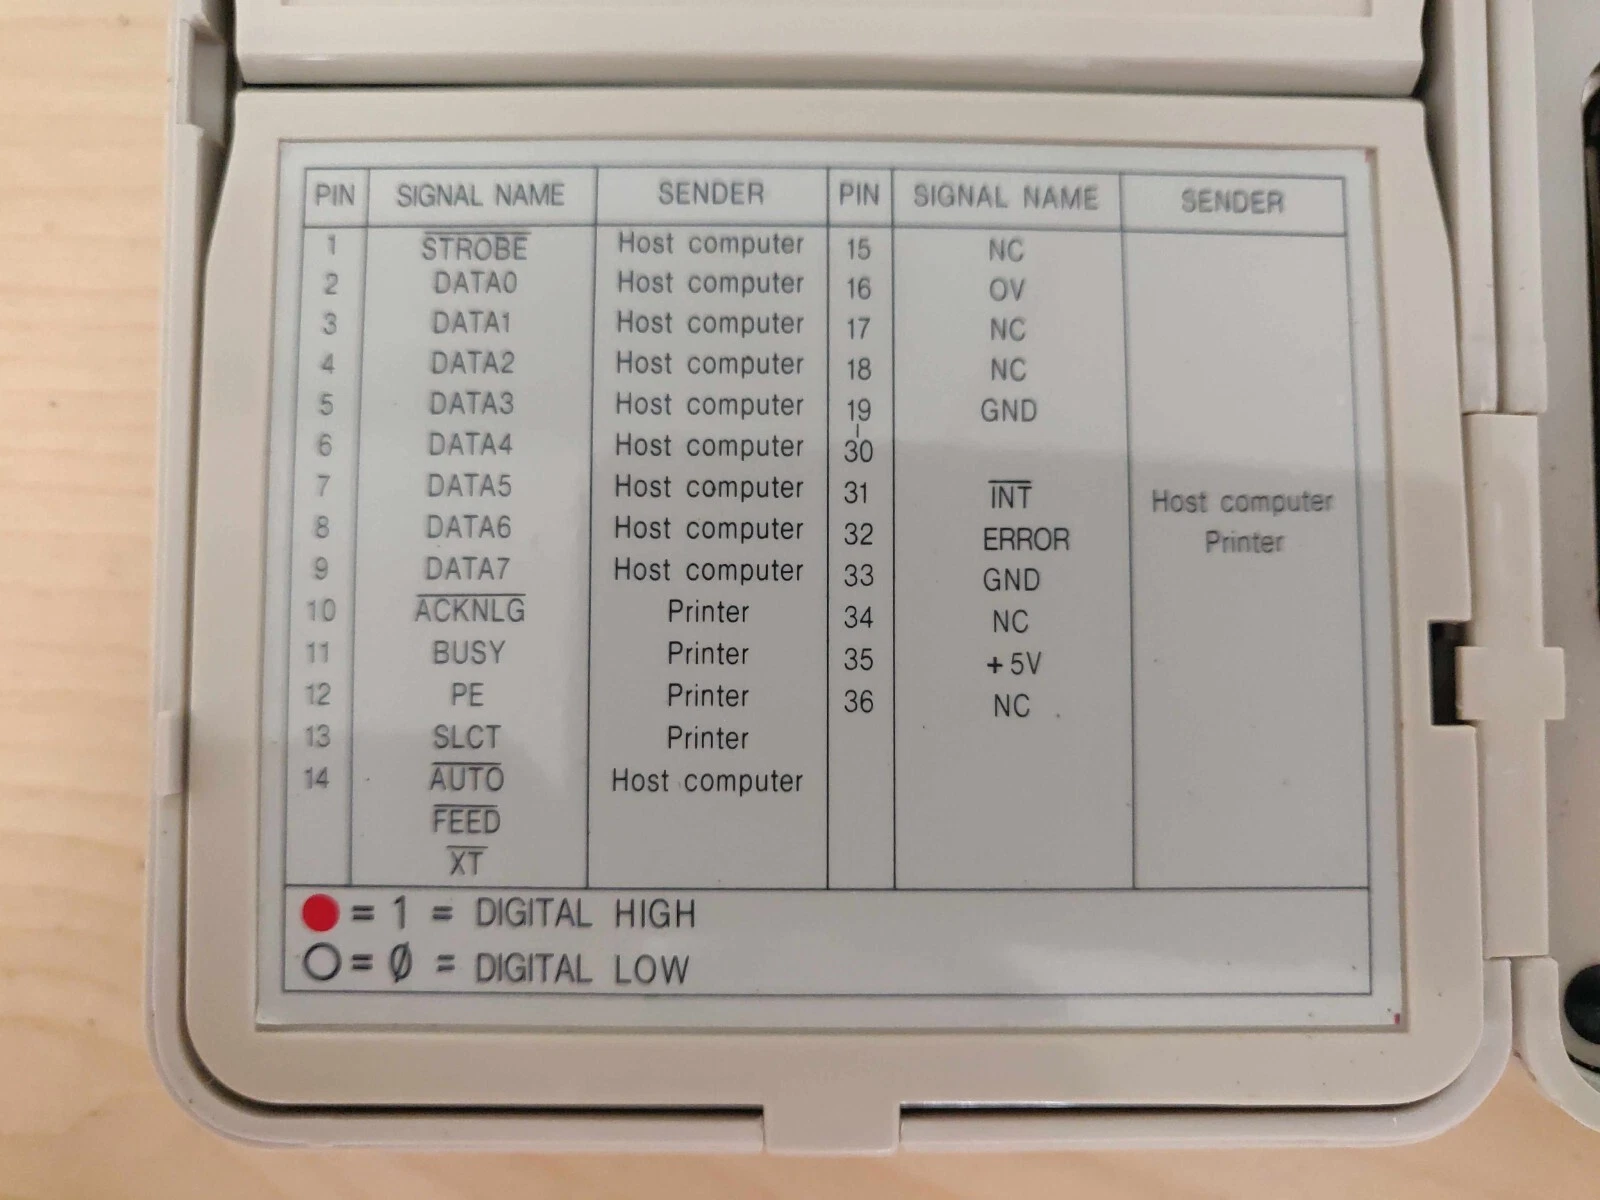 PIN SIGNAL NAME SENDER PIN SIGNAL NAME SENDER
1 STROBE Host computer 15 NC
2 DATA0 Host computer 16 OV
3 DATA1 Host computer 17 NC
4 DATA2 Host computer 18 NC
5 DATA3 Host computer 19 GND
6 DATA4 Host computer | 30
7 DATA5 Host computer 31 INT Host computer
8 DATA6 Host computer 32 ERROR Printer
9 DATA7 Host computer 33 GND
10 ACKNLG Printer 34 NC
11 BUSY Printer 35 +5V
12 PE Printer 36 NC
13 SLCT Printer
14 AUTO Host computer
FEED
XT
= 1 = DIGITAL HIGH
= Ø = DIGITAL LOW